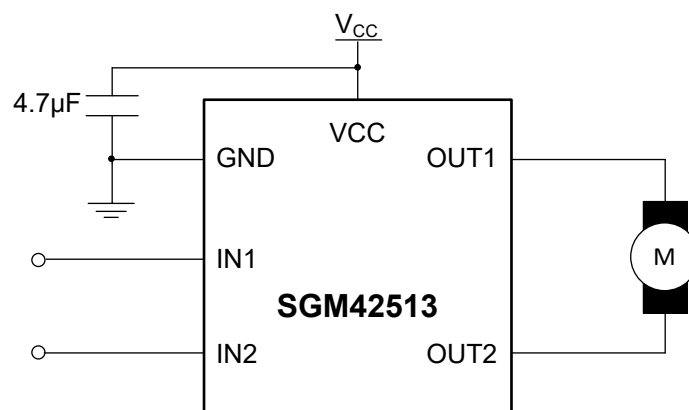 VCC
4.7µF
VCC
GND
OUT1
M
IN1
SGM42513
IN2
OUT2